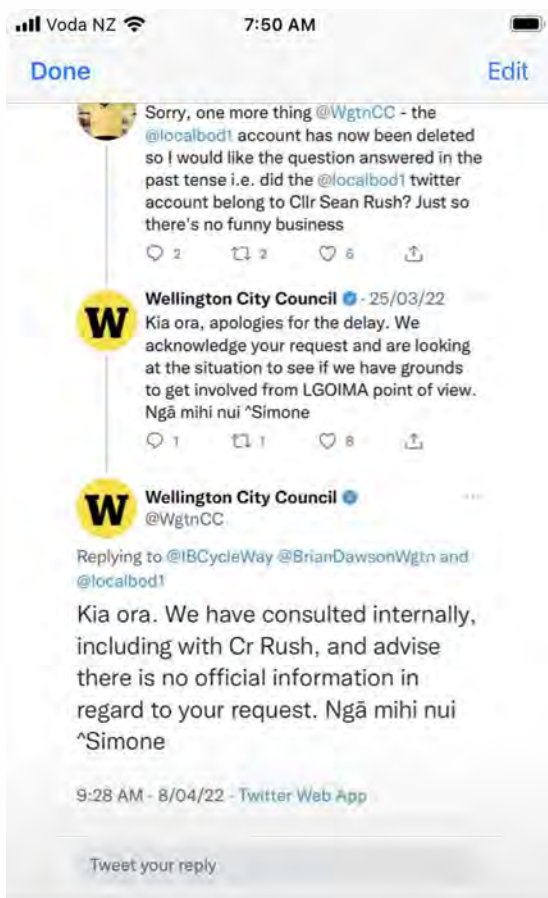 Voda NZ 7:50 AM
Done Edit
Sorry, one more thing @WgtnCC - the
@localbod1 account has now been deleted
so I would like the question answered in the
past tense i.e. did the @localbod1 twitter
account belong to Cllr Sean Rush? Just so
there's no funny business
2 2 6
W
Wellington City Council · 25/03/22
Kia ora, apologies for the delay. We
acknowledge your request and are looking
at the situation to see if we have grounds
to get involved from LGOIMA point of view.
Ngā mihi nui ^Simone
1 1 8
W
Wellington City Council
@WgtnCC
Replying to @IBCycleWay @BrianDawsonWgtn and
@localbod1
Kia ora. We have consulted internally,
including with Cr Rush, and advise
there is no official information in
regard to your request. Ngā mihi nui
^Simone
9:28 AM · 8/04/22 · Twitter Web App
Tweet your reply